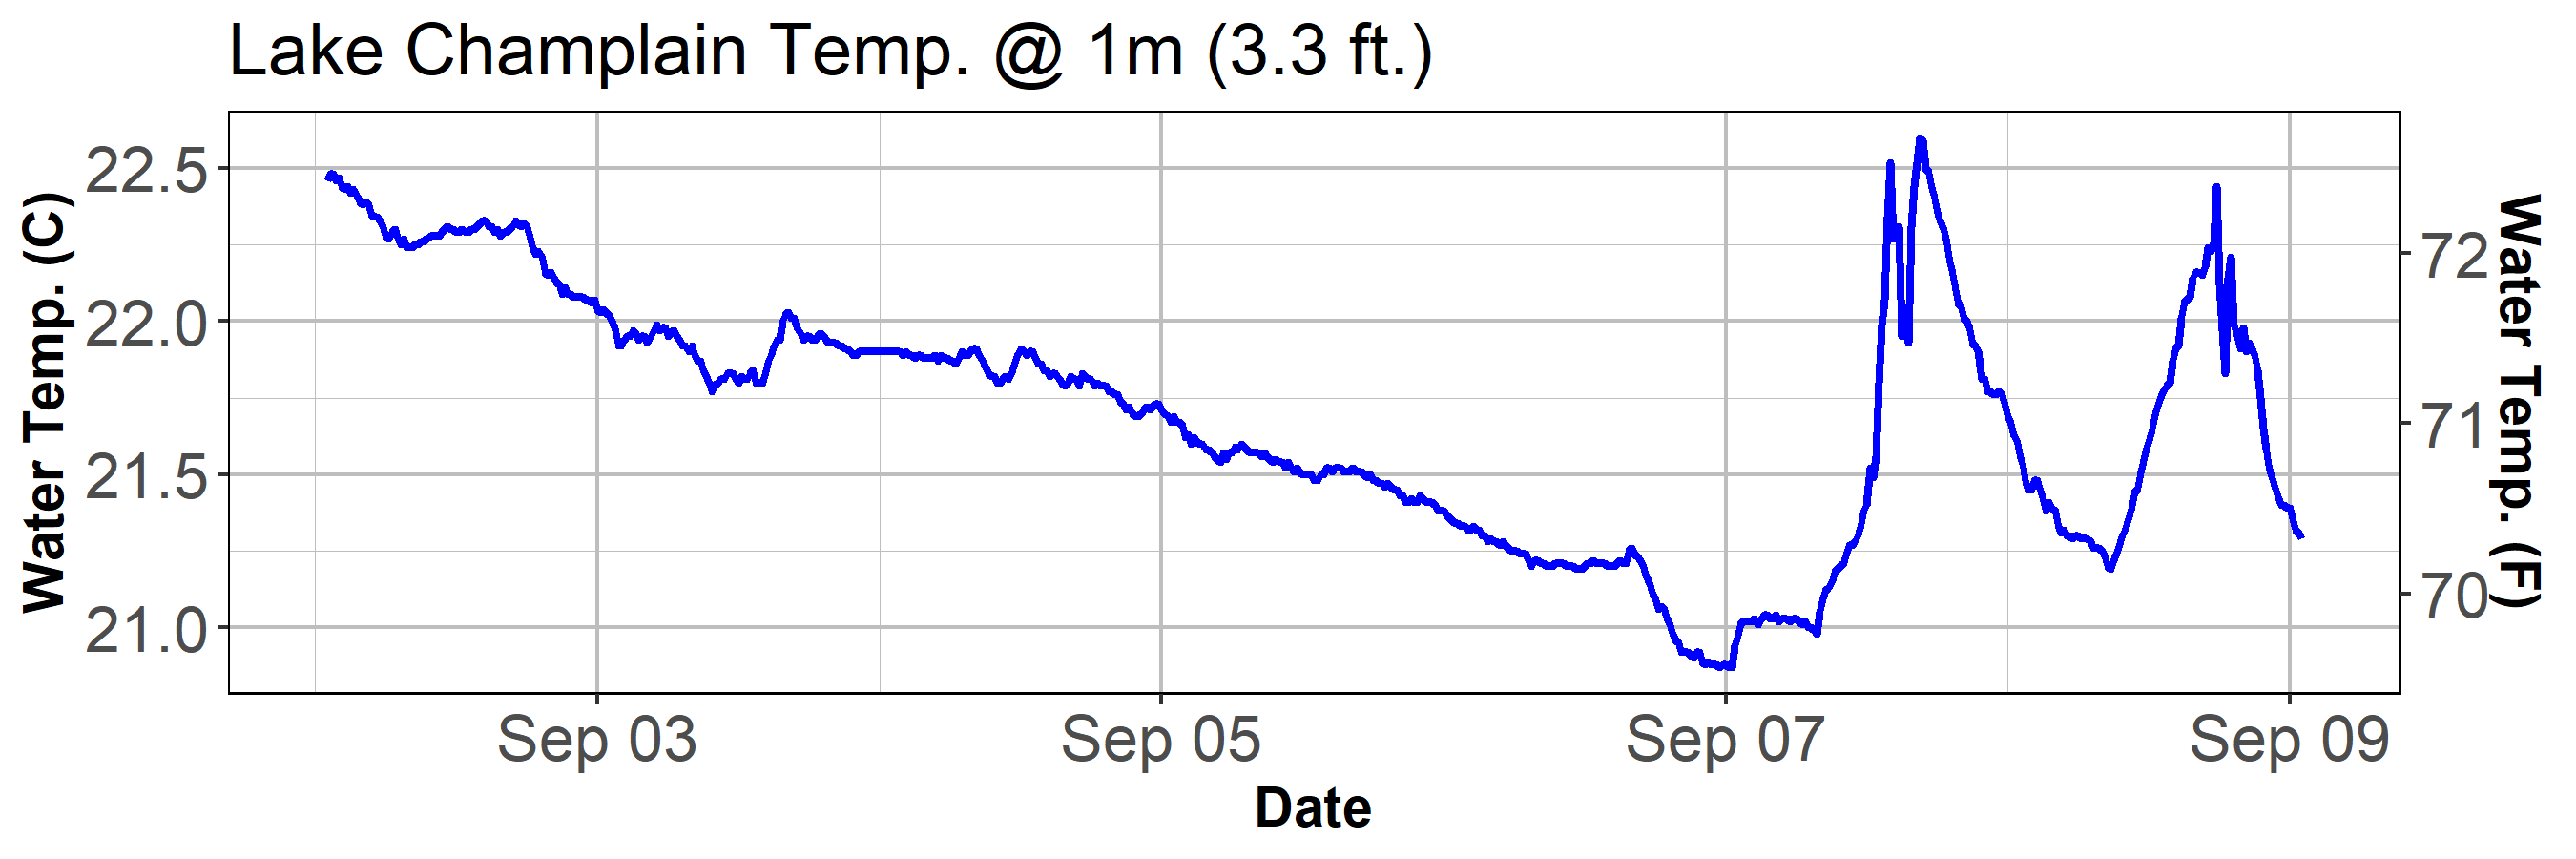 Lake Champlain Temp. @ 1m (3.3 ft.)
Water Temp. (C)
22.5
22.0
21.5
21.0
72
71
70
Water Temp. (F)
Sep 03
Sep 05
Sep 07
Sep 09
Date